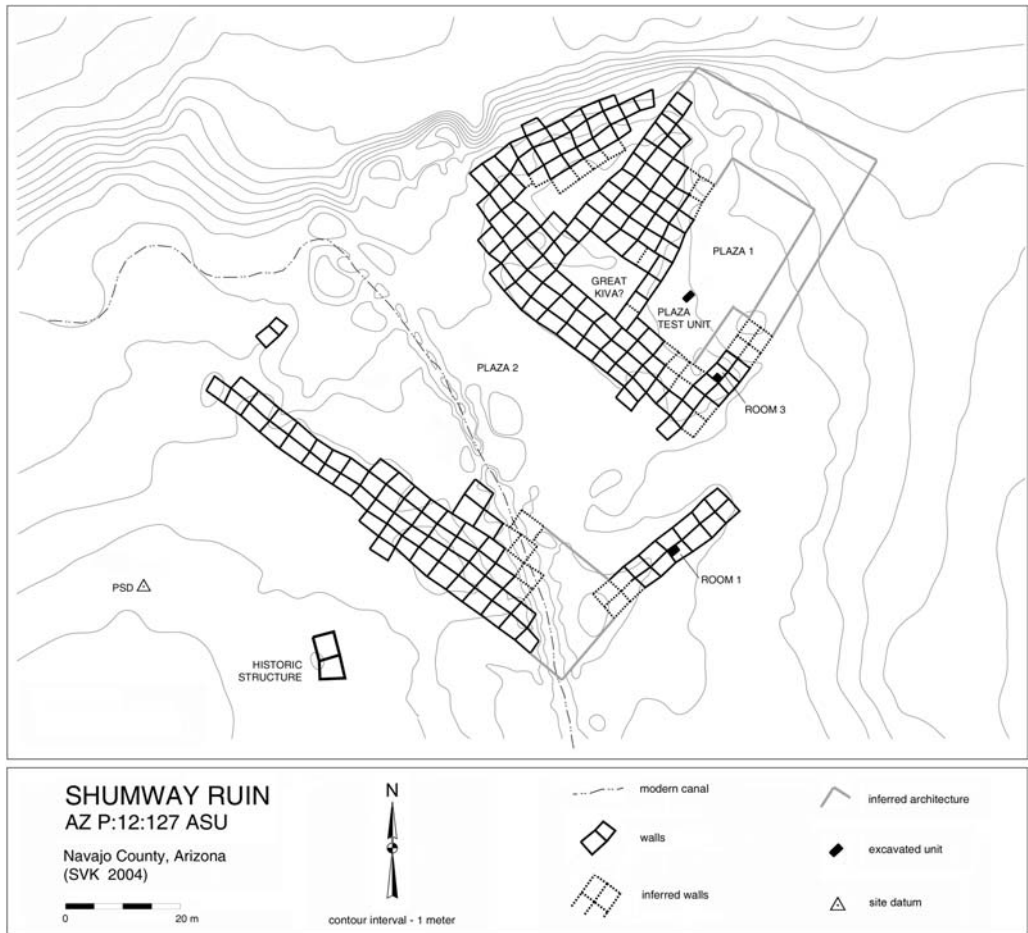 PLAZA 1
GREAT
KIVA?
PLAZA
TEST UNIT
PLAZA 2
ROOM 3
ROOM 1
PSD
HISTORIC
STRUCTURE
SHUMWAY RUIN
AZ P:12:127 ASU
Navajo County, Arizona
(SVK 2004)
0 20 m
N
contour interval - 1 meter
modern canal
walls
inferred walls
inferred architecture
excavated unit
site datum